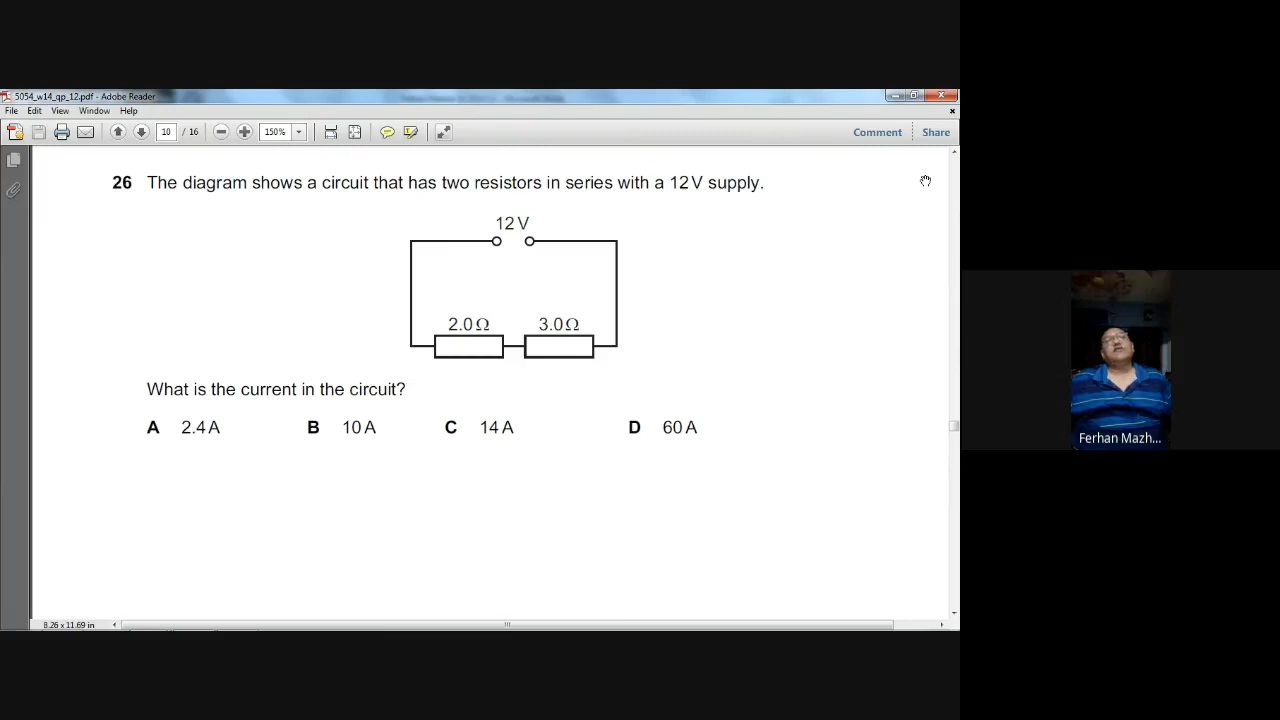 5054_w14_qp_12.pdf - Adobe Reader
File Edit View Window Help
10 / 16 150% Comment Share
26 The diagram shows a circuit that has two resistors in series with a 12 V supply.
12 V
2.0 Ω 3.0 Ω
What is the current in the circuit?
A 2.4 A B 10 A C 14 A D 60 A
Ferhan Mazh...
8.26 x 11.69 in